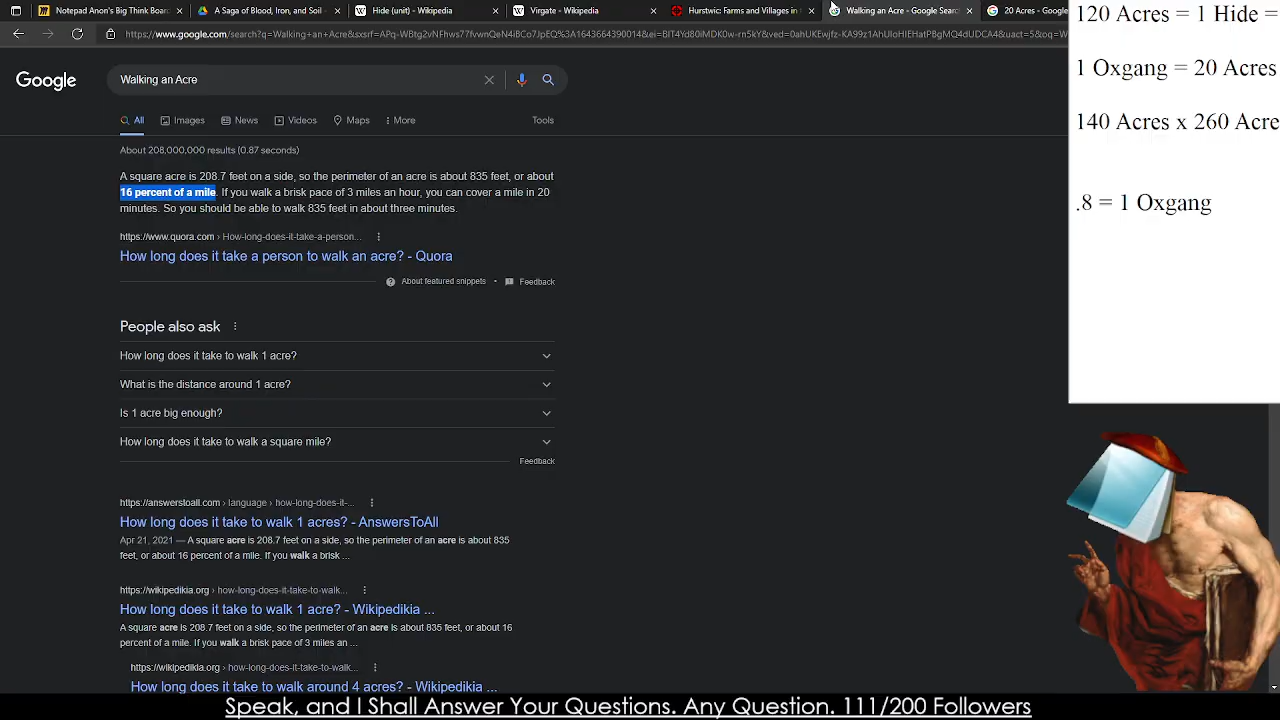 Notepad Anon's Big Think Board
A Saga of Blood, Iron, and Soil -
Hide (unit) - Wikipedia
Virgate - Wikipedia
Hurstwic: Farms and Villages in
Walking an Acre - Google Search
20 Acres - Google
https://www.google.com/search?q=Walking+an+Acre&sxsrf=APq-WBtg2vNFhws77fvwnQeN4iBCo7JpEQ%3A1643664390014&ei=
Google
Walking an Acre
All
Images
News
Videos
Maps
More
Tools
About 208,000,000 results (0.87 seconds)
A square acre is 208.7 feet on a side, so the perimeter of an acre is about 835 feet, or about
16 percent of a mile. If you walk a brisk pace of 3 miles an hour, you can cover a mile in 20
minutes. So you should be able to walk 835 feet in about three minutes.
https://www.quora.com › How-long-does-it-take-a-person...
How long does it take a person to walk an acre? - Quora
About featured snippets
Feedback
People also ask
How long does it take to walk 1 acre?
What is the distance around 1 acre?
Is 1 acre big enough?
How long does it take to walk a square mile?
Feedback
https://answerstoall.com › language › how-long-does-it-...
How long does it take to walk 1 acres? - AnswersToAll
Apr 21, 2021 — A square acre is 208.7 feet on a side, so the perimeter of an acre is about 835
feet, or about 16 percent of a mile. If you walk a brisk ...
https://wikipedikia.org › how-long-does-it-take-to-walk...
How long does it take to walk 1 acre? - Wikipedikia ...
A square acre is 208.7 feet on a side, so the perimeter of an acre is about 835 feet, or about 16
percent of a mile. If you walk a brisk pace of 3 miles an ...
https://wikipedikia.org › how-long-does-it-take-to-walk...
How long does it take to walk around 4 acres? - Wikipedikia ...
120 Acres = 1 Hide =
1 Oxgang = 20 Acres
140 Acres x 260 Acre
.8 = 1 Oxgang
Speak, and I Shall Answer Your Questions. Any Question. 111/200 Followers